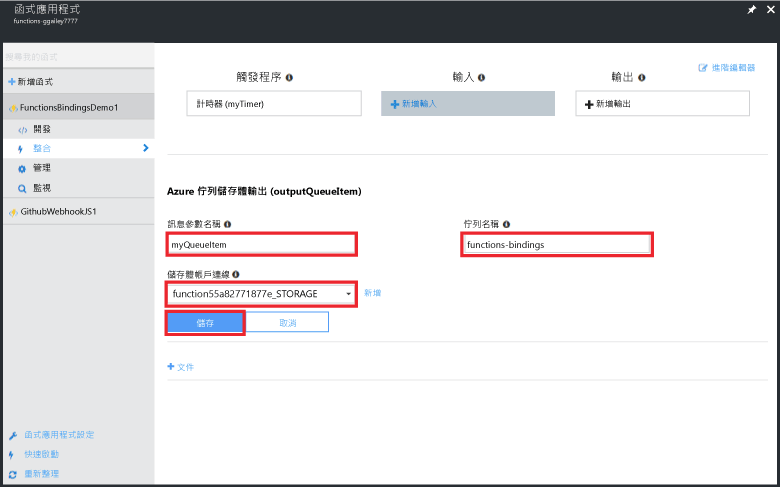 函式應用程式
functions-ggailey7777
搜尋我的函式
新增函式
FunctionsBindingsDemo1
開發
整合
管理
監視
GithubWebhookJS1
函式應用程式設定
快速啟動
重新整理
進階編輯器
觸發程序
輸入
輸出
計時器 (myTimer)
新增輸入
新增輸出
Azure 佇列儲存體輸出 (outputQueueItem)
訊息參數名稱
佇列名稱
myQueueItem
functions-bindings
儲存體帳戶連線
function55a82771877e_STORAGE
新增
儲存
取消
文件